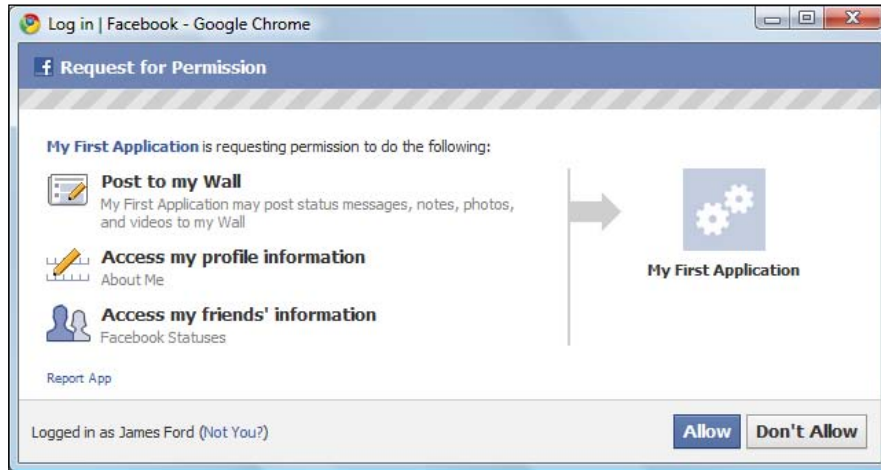 Log in | Facebook - Google Chrome
Request for Permission
My First Application is requesting permission to do the following:
Post to my Wall
My First Application may post status messages, notes, photos,
and videos to my Wall
Access my profile information
About Me
Access my friends' information
Facebook Statuses
My First Application
Report App
Logged in as James Ford (Not You?)
Allow
Don't Allow